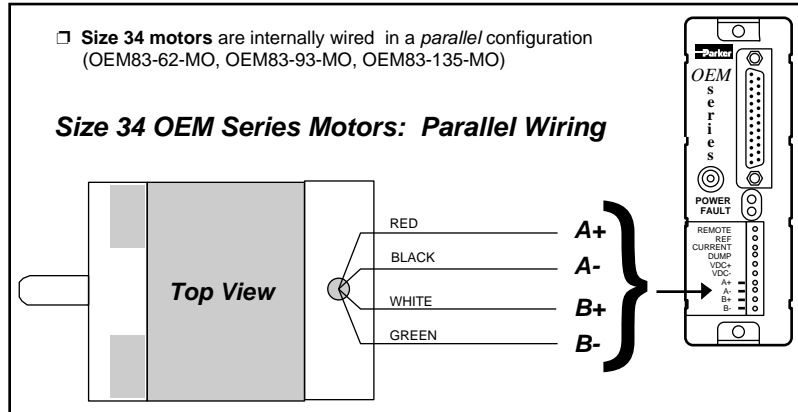 ❐ Size 34 motors are internally wired in a parallel configuration
(OEM83-62-MO, OEM83-93-MO, OEM83-135-MO)
Size 34 OEM Series Motors: Parallel Wiring
Top View
RED
BLACK
WHITE
GREEN
A+
A-
B+
B-
Parker
OEM
s
e
r
i
e
s
POWER
FAULT
REMOTE
REF
CURRENT
DUMP
VDC+
VDC-
A+
A-
B+
B-